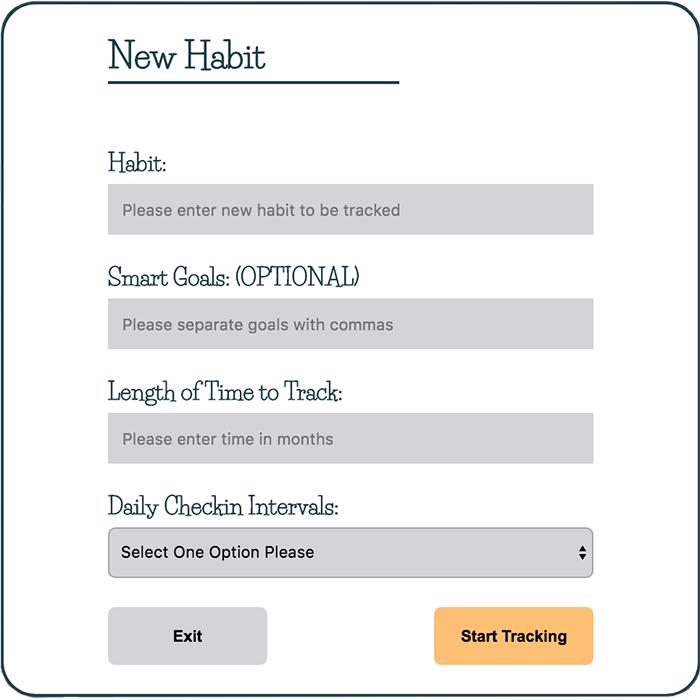 New Habit
Habit:
Please enter new habit to be tracked
Smart Goals: (OPTIONAL)
Please separate goals with commas
Length of Time to Track:
Please enter time in months
Daily Checkin Intervals:
Select One Option Please
Exit
Start Tracking